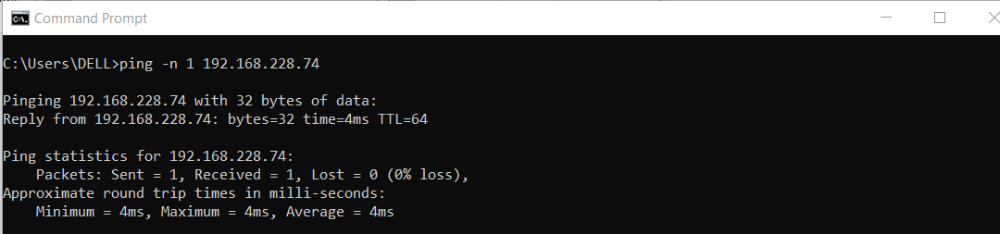 Command Prompt
C:\Users\DELL>ping -n 1 192.168.228.74
Pinging 192.168.228.74 with 32 bytes of data:
Reply from 192.168.228.74: bytes=32 time=4ms TTL=64
Ping statistics for 192.168.228.74:
    Packets: Sent = 1, Received = 1, Lost = 0 (0% loss),
Approximate round trip times in milli-seconds:
    Minimum = 4ms, Maximum = 4ms, Average = 4ms